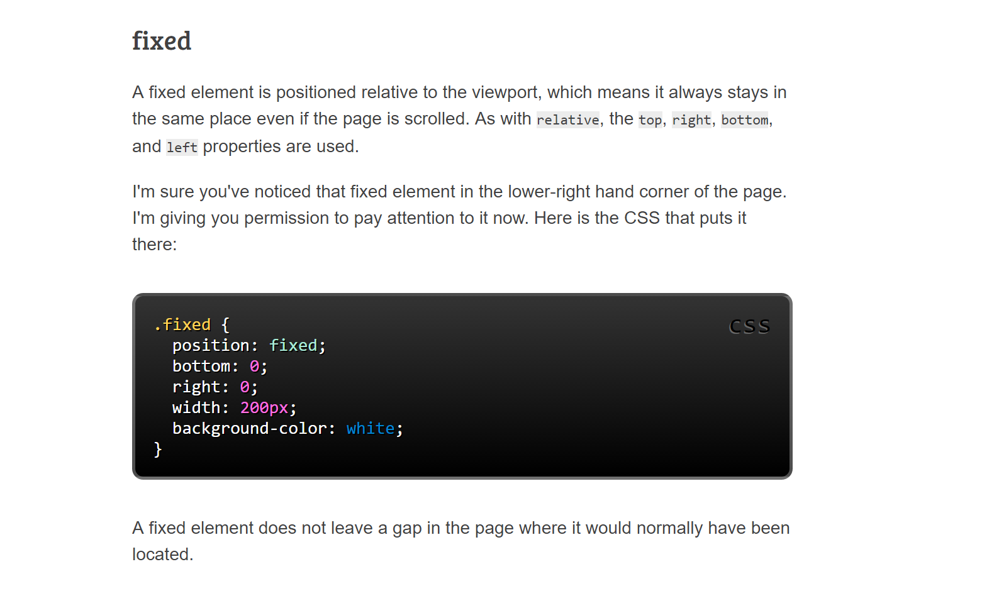 fixed
A fixed element is positioned relative to the viewport, which means it always stays in
the same place even if the page is scrolled. As with relative, the top, right, bottom,
and left properties are used.
I'm sure you've noticed that fixed element in the lower-right hand corner of the page.
I'm giving you permission to pay attention to it now. Here is the CSS that puts it
there:
.fixed {
CSS
  position: fixed;
  bottom: 0;
  right: 0;
  width: 200px;
  background-color: white;
}
A fixed element does not leave a gap in the page where it would normally have been
located.